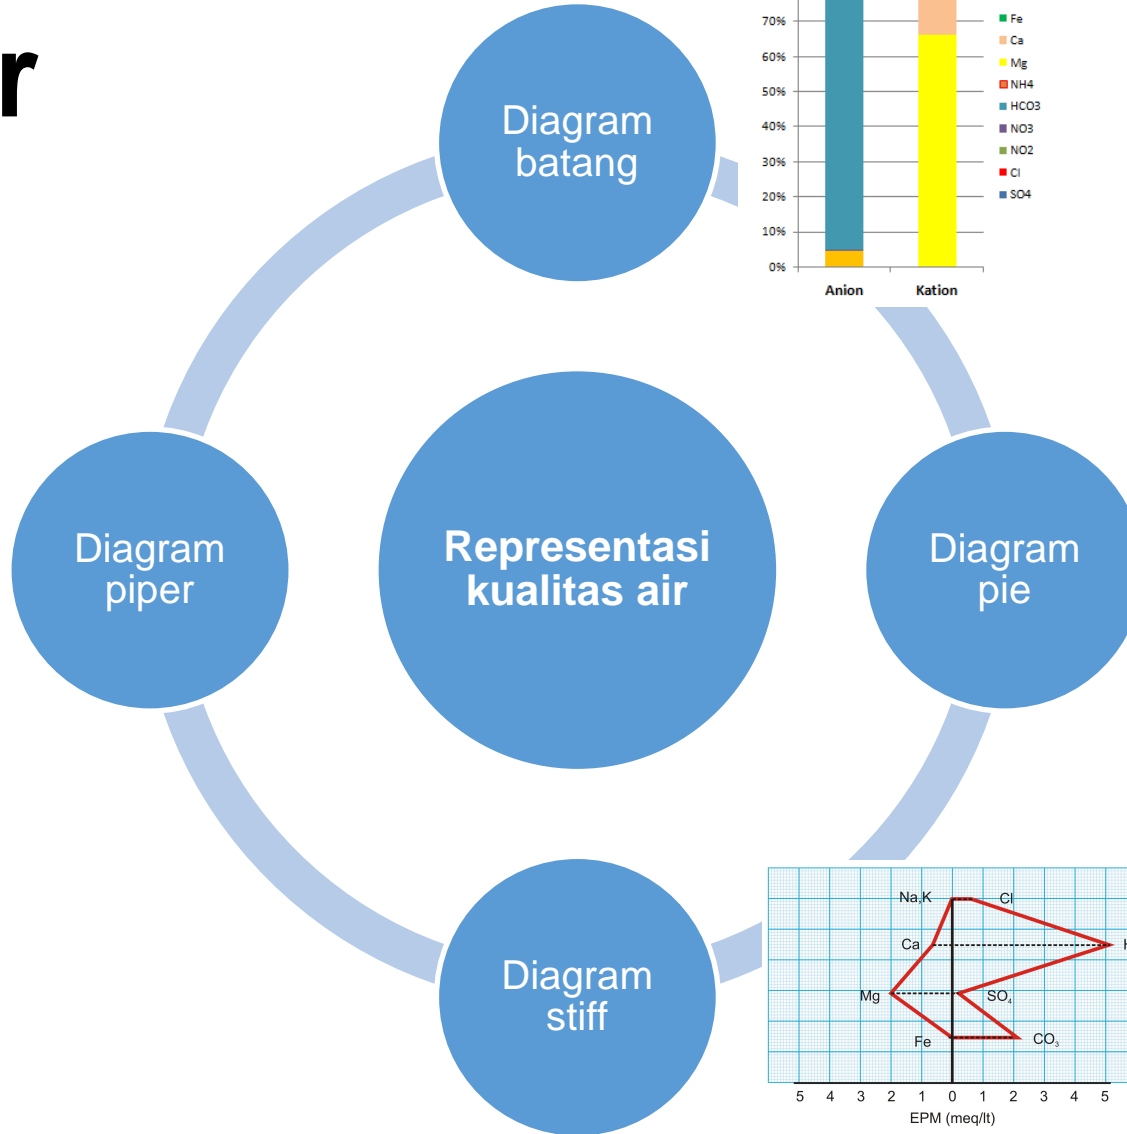 r
Diagram
batang
70%
60%
50%
40%
30%
20%
10%
0%
Anion Kation
Fe
Ca
Mg
NH4
HCO3
NO3
NO2
Cl
SO4
Diagram
piper
Representasi
kualitas air
Diagram
pie
Diagram
stiff
Na,K Cl
Ca H
Mg SO₄
Fe CO₃
5 4 3 2 1 0 1 2 3 4 5
EPM (meq/lt)